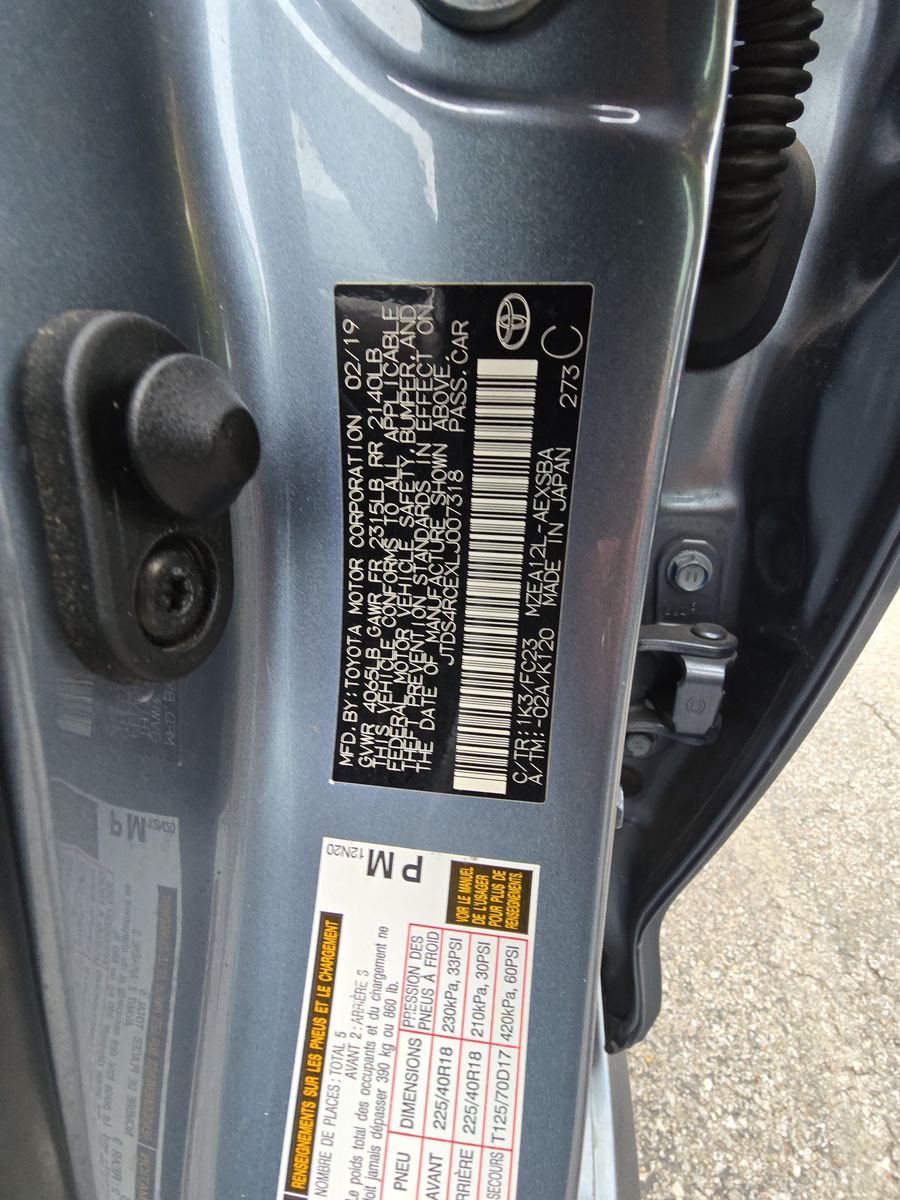 MFD. BY: TOYOTA MOTOR CORPORATION 02/19
GVWR 4065LB GAWR FR 2315LB RR 2140LB
THIS VEHICLE CONFORMS TO ALL APPLICABLE
FEDERAL MOTOR VEHICLE SAFETY, BUMPER, AND
THEFT PREVENTION STANDARDS IN EFFECT ON
THE DATE OF MANUFACTURE SHOWN ABOVE.
JTDS4RCEXLJ007318 PASS.CAR
C/TR: 1K3/FC23 MZEA12L-AEXSBA 273 C
A/TM: -02A/K120 MADE IN JAPAN
P M
12N20
RENSEIGNEMENTS SUR LES PNEUS ET LE CHARGEMENT
NOMBRE DE PLACES: TOTAL 5
AVANT 2: ARRIÈRE 3
Le poids total des occupants et du chargement ne
doit jamais dépasser 390 kg ou 860 lb.
PNEU DIMENSIONS PRESSION DES PNEUS À FROID
AVANT 225/40R18 230kPa, 33PSI
ARRIÈRE 225/40R18 210kPa, 30PSI
SECOURS T125/70D17 420kPa, 60PSI
VOIR LE MANUEL
DE L'USAGER
POUR PLUS DE
RENSEIGNEMENTS.